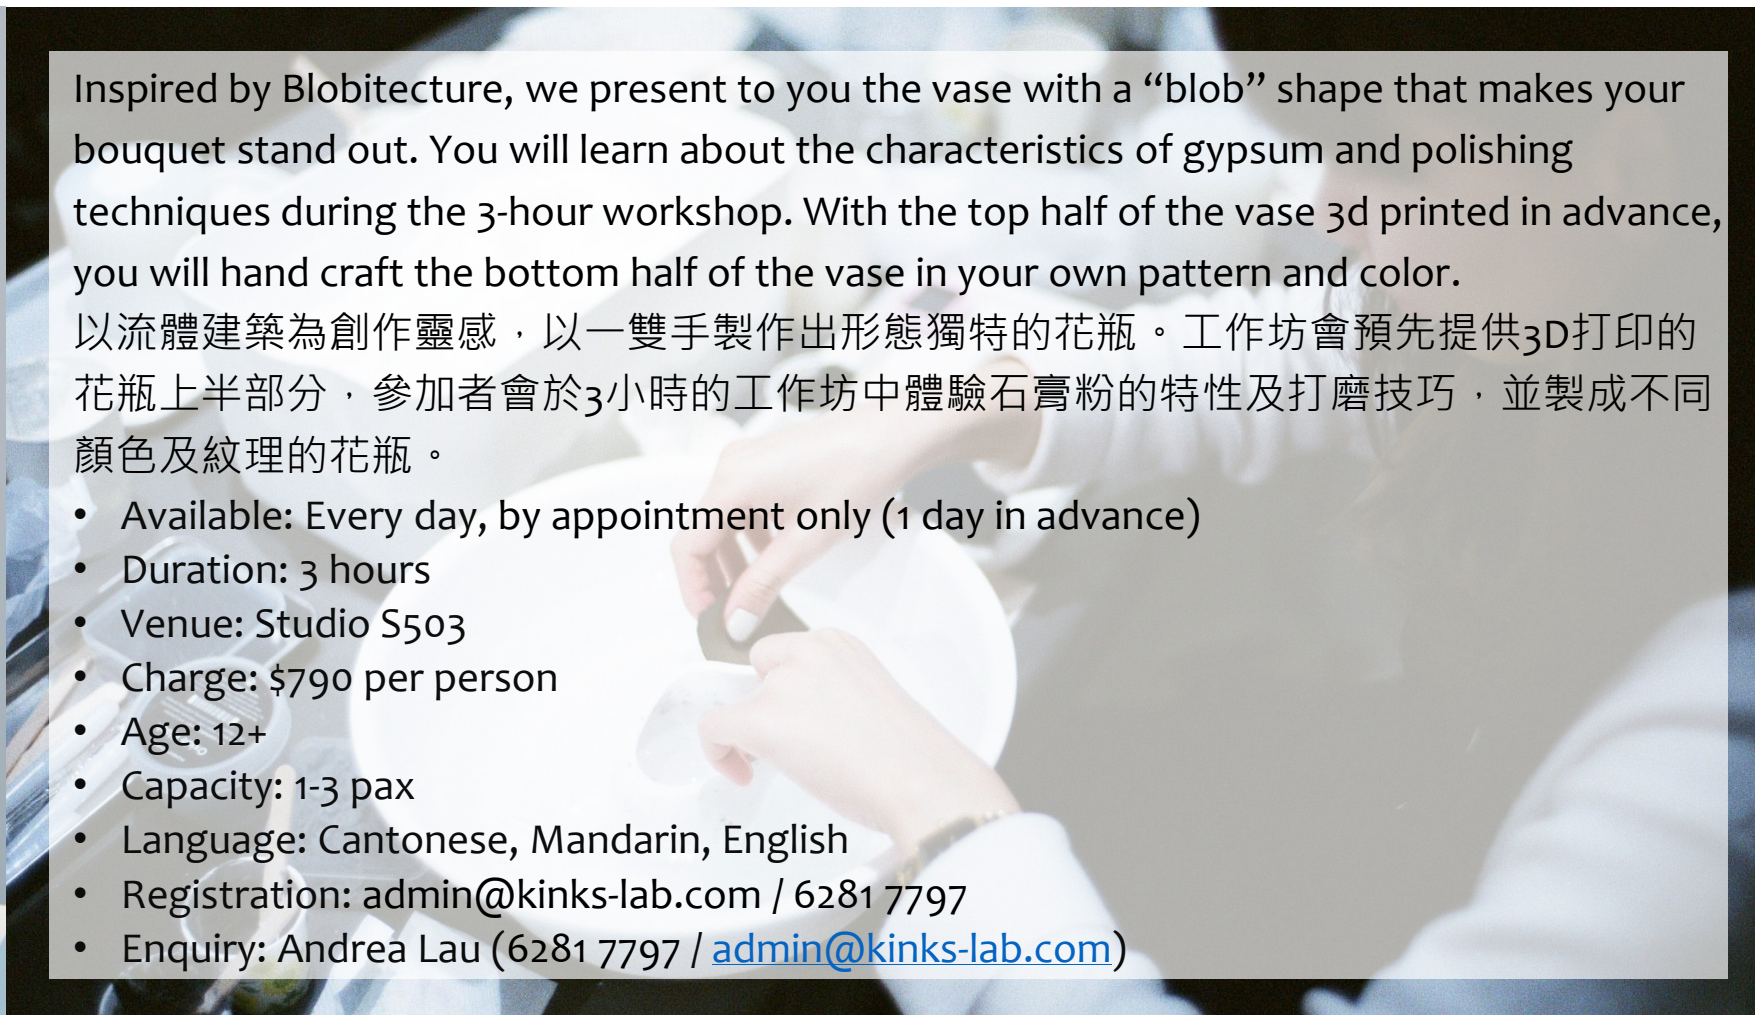 Inspired by Blobitecture, we present to you the vase with a “blob” shape that makes your
bouquet stand out. You will learn about the characteristics of gypsum and polishing
techniques during the 3-hour workshop. With the top half of the vase 3d printed in advance,
you will hand craft the bottom half of the vase in your own pattern and color.
以流體建築為創作靈感，以一雙手製作出形態獨特的花瓶。工作坊會預先提供3D打印的
花瓶上半部分，參加者會於3小時的工作坊中體驗石膏粉的特性及打磨技巧，並製成不同
顏色及紋理的花瓶。
• Available: Every day, by appointment only (1 day in advance)
• Duration: 3 hours
• Venue: Studio S503
• Charge: $790 per person
• Age: 12+
• Capacity: 1-3 pax
• Language: Cantonese, Mandarin, English
• Registration: admin@kinks-lab.com / 6281 7797
• Enquiry: Andrea Lau (6281 7797 / admin@kinks-lab.com)